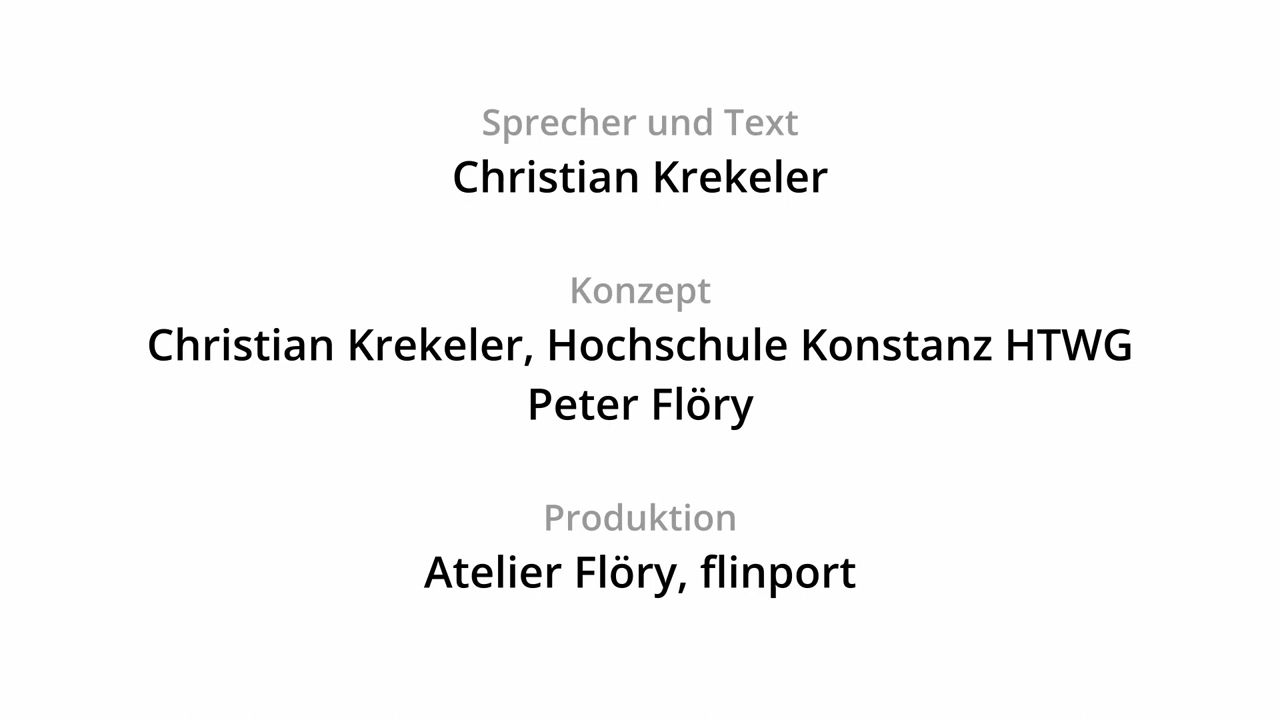 Sprecher und Text
Christian Krekeler
Konzept
Christian Krekeler, Hochschule Konstanz HTWG
Peter Flöry
Produktion
Atelier Flöry, flinport